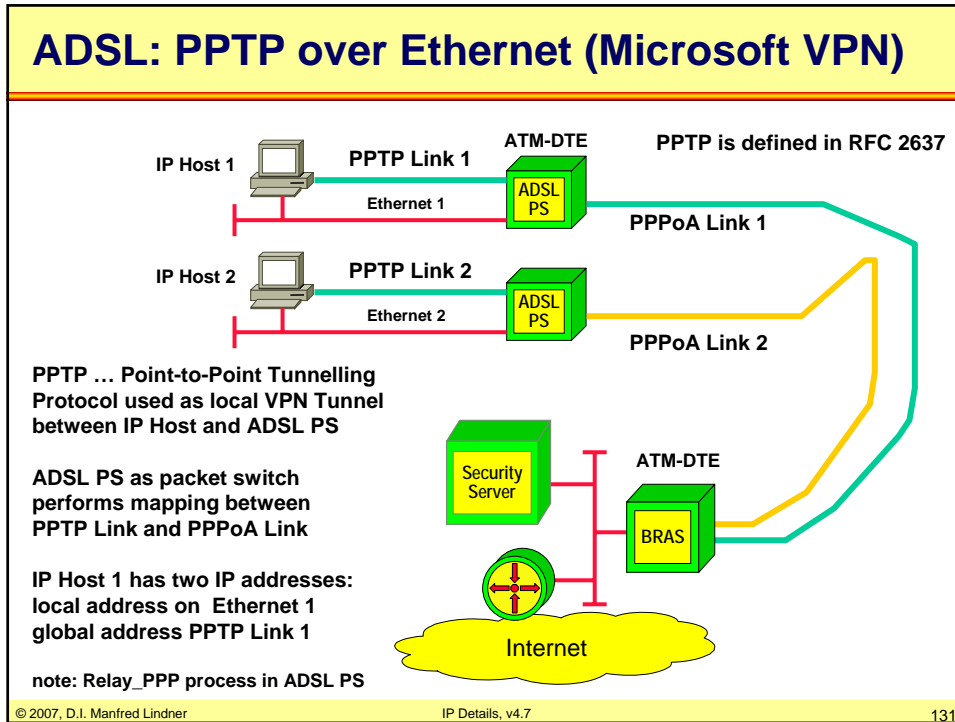 ADSL: PPTP over Ethernet (Microsoft VPN)
ATM-DTE
PPTP is defined in RFC 2637
IP Host 1
PPTP Link 1
ADSL
PS
Ethernet 1
PPPoA Link 1
IP Host 2
PPTP Link 2
ADSL
PS
Ethernet 2
PPPoA Link 2
PPTP … Point-to-Point Tunnelling
Protocol used as local VPN Tunnel
between IP Host and ADSL PS
ADSL PS as packet switch
performs mapping between
PPTP Link and PPPoA Link
IP Host 1 has two IP addresses:
local address on Ethernet 1
global address PPTP Link 1
note: Relay_PPP process in ADSL PS
Security
Server
ATM-DTE
BRAS
Internet
© 2007, D.I. Manfred Lindner
IP Details, v4.7
131